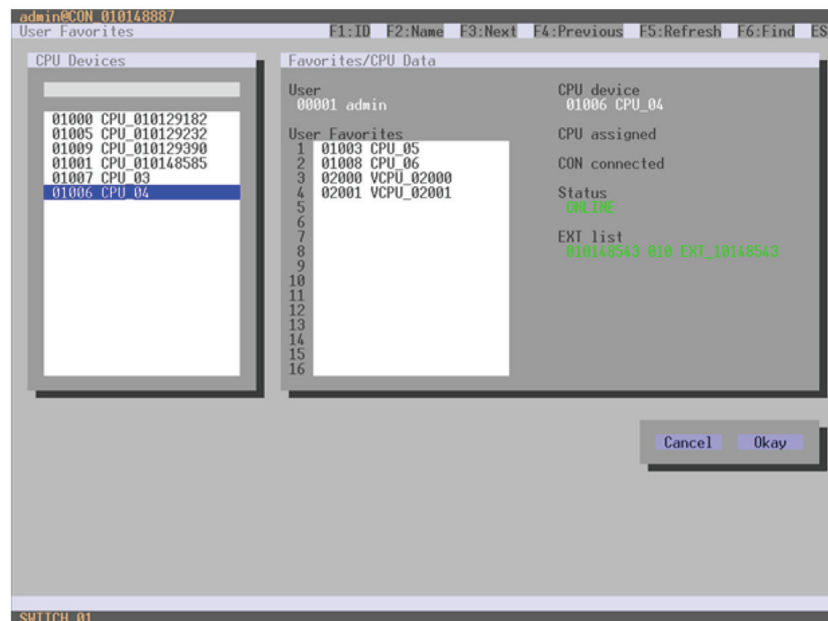 admin@CON_010148887
User Favorites F1:ID F2:Name F3:Next F4:Previous F5:Refresh F6:Find ES
CPU Devices
01000 CPU_010129182
01005 CPU_010129232
01009 CPU_010129390
01001 CPU_010148585
01007 CPU_03
01006 CPU_04
Favorites/CPU Data
User
00001 admin
User Favorites
1 01003 CPU_05
2 01008 CPU_06
3 02000 VCPU_02000
4 02001 VCPU_02001
5
6
7
8
9
10
11
12
13
14
15
16
CPU device
01006 CPU_04
CPU assigned
CON connected
Status
ONLINE
EXT list
010148543 010 EXT_10148543
Cancel Okay
SWITCH_01